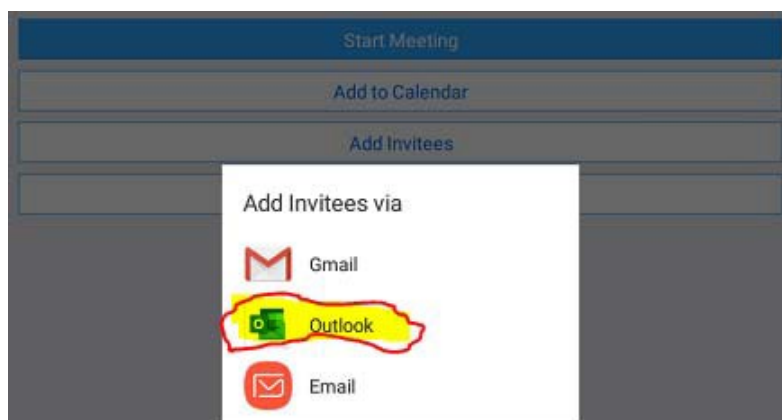 Start Meeting
Add to Calendar
Add Invitees
Add Invitees via
Gmail
Outlook
Email